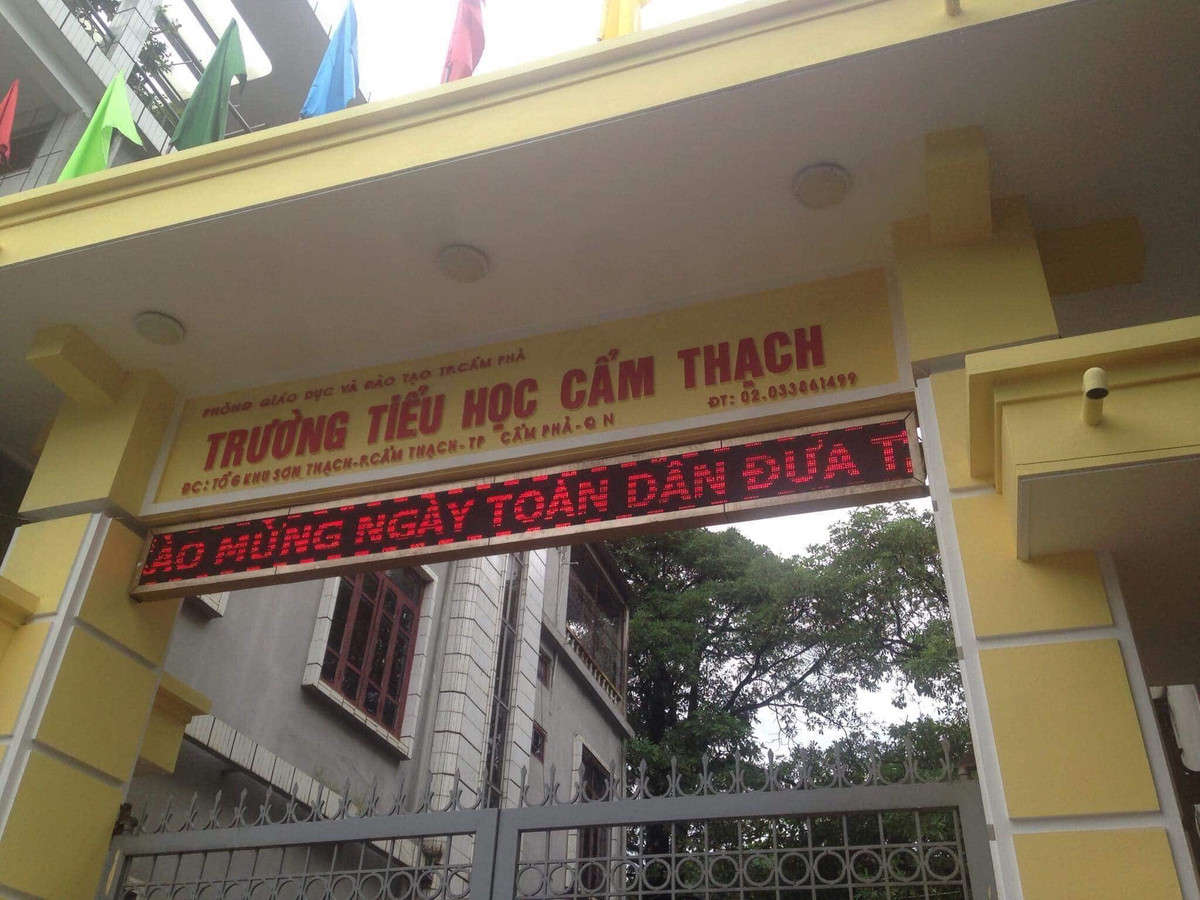 PHÒNG GIÁO DỤC VÀ ĐÀO TẠO TP.CẨM PHẢ
TRƯỜNG TIỂU HỌC CẨM THẠCH
ĐC: TỔ 6 KHU SƠN THẠCH-P.CẨM THẠCH-TP CẨM PHẢ-Q N
ĐT: 02.033861499
ÀO MỪNG NGÀY TOÀN DÂN ĐƯA T